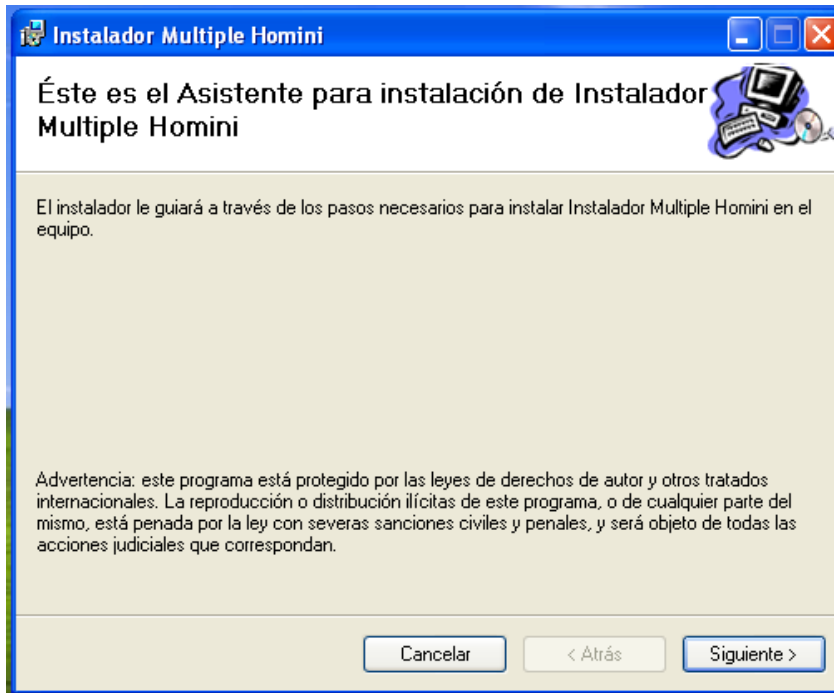 Instalador Multiple Homini
Éste es el Asistente para instalación de Instalador
Multiple Homini
El instalador le guiará a través de los pasos necesarios para instalar Instalador Multiple Homini en el
equipo.
Advertencia: este programa está protegido por las leyes de derechos de autor y otros tratados
internacionales. La reproducción o distribución ilícitas de este programa, o de cualquier parte del
mismo, está penada por la ley con severas sanciones civiles y penales, y será objeto de todas las
acciones judiciales que correspondan.
Cancelar
< Atrás
Siguiente >